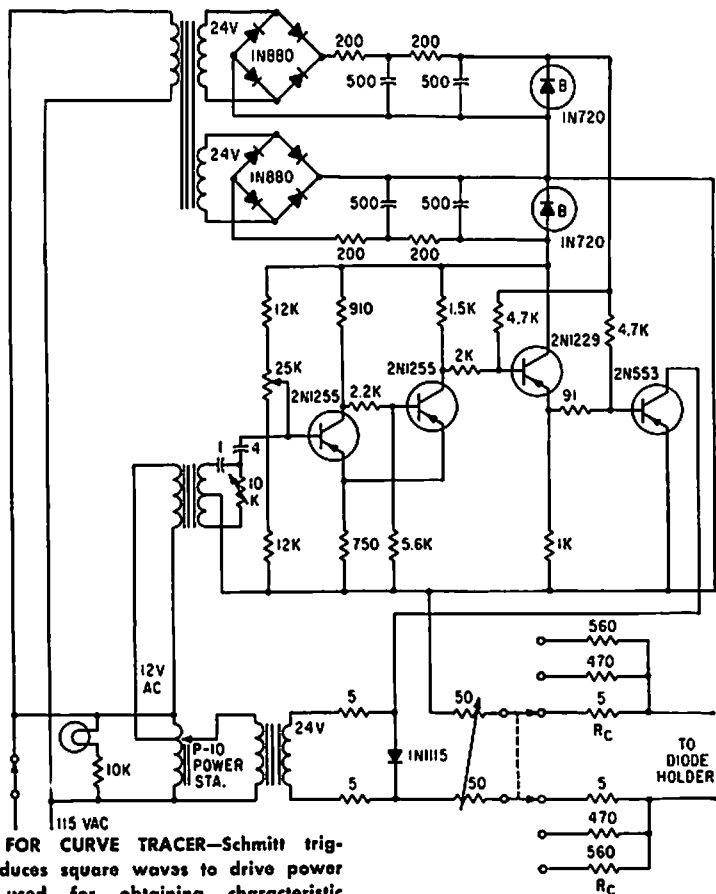 24V
1N880
200
200
500
500
B
1N720
24V
1N880
500
500
B
1N720
200
200
12K
910
1.5K
4.7K
4.7K
2N1229
25K
2N1255
2.2K
2N1255
2K
2N553
91
1
4
10
K
12K
750
5.6K
1K
560
12V
AC
470
24V
5
50
5
RC
P-10
POWER
STA.
1N1115
10K
TO
DIODE
HOLDER
5
50
5
470
115 VAC
560
RC
FOR CURVE TRACER—Schmitt trig-
duces square waves to drive power
used for obtaining characteristic